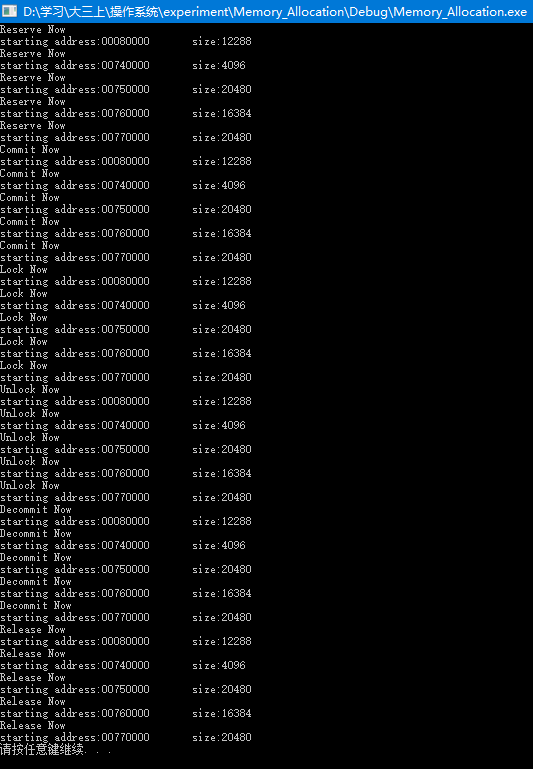 D:\学习\大三上\操作系统\experiment\Memory_Allocation\Debug\Memory_Allocation.exe
Reserve Now
starting address:00080000 size:12288
Reserve Now
starting address:00740000 size:4096
Reserve Now
starting address:00750000 size:20480
Reserve Now
starting address:00760000 size:16384
Reserve Now
starting address:00770000 size:20480
Commit Now
starting address:00080000 size:12288
Commit Now
starting address:00740000 size:4096
Commit Now
starting address:00750000 size:20480
Commit Now
starting address:00760000 size:16384
Commit Now
starting address:00770000 size:20480
Lock Now
starting address:00080000 size:12288
Lock Now
starting address:00740000 size:4096
Lock Now
starting address:00750000 size:20480
Lock Now
starting address:00760000 size:16384
Lock Now
starting address:00770000 size:20480
Unlock Now
starting address:00080000 size:12288
Unlock Now
starting address:00740000 size:4096
Unlock Now
starting address:00750000 size:20480
Unlock Now
starting address:00760000 size:16384
Unlock Now
starting address:00770000 size:20480
Decommit Now
starting address:00080000 size:12288
Decommit Now
starting address:00740000 size:4096
Decommit Now
starting address:00750000 size:20480
Decommit Now
starting address:00760000 size:16384
Decommit Now
starting address:00770000 size:20480
Release Now
starting address:00080000 size:12288
Release Now
starting address:00740000 size:4096
Release Now
starting address:00750000 size:20480
Release Now
starting address:00760000 size:16384
Release Now
starting address:00770000 size:20480
请按任意键继续. . .